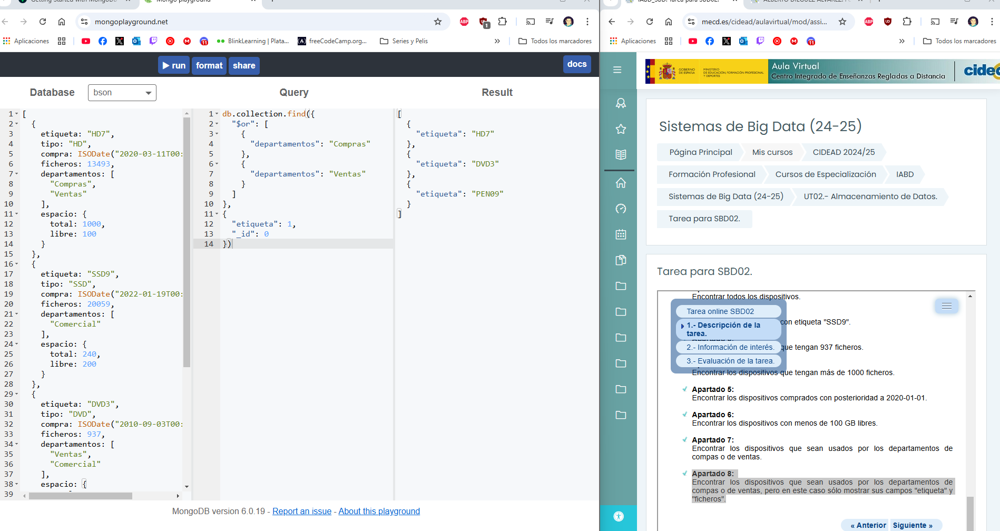 Getting Started with MongoDB
Mongo playground
mongoplayground.net
1
Aplicaciones
BlinkLearning | Plata...
freeCodeCamp.org...
Series y Pelis
»
Todos los marcadores
run
format
share
docs
Database
bson
Query
Result
1 [
2 {
3 etiqueta: "HD7",
4 tipo: "HD",
5 compra: ISODate("2020-03-11T00:
6 ficheros: 13493,
7 departamentos: [
8 "Compras",
9 "Ventas"
10 ],
11 espacio: {
12 total: 1000,
13 libre: 100
14 }
15 },
16 {
17 etiqueta: "SSD9",
18 tipo: "SSD",
19 compra: ISODate("2022-01-19T00:
20 ficheros: 20059,
21 departamentos: [
22 "Comercial"
23 ],
24 espacio: {
25 total: 240,
26 libre: 200
27 }
28 },
29 {
30 etiqueta: "DVD3",
31 tipo: "DVD",
32 compra: ISODate("2010-09-03T00:
33 ficheros: 937,
34 departamentos: [
35 "Ventas",
36 "Comercial"
37 ],
38 espacio: {
39
1 db.collection.find({
2 "$or": [
3 {
4 "departamentos": "Compras"
5 },
6 {
7 "departamentos": "Ventas"
8 }
9 ]
10 },
11 {
12 "etiqueta": 1,
13 "_id": 0
14 })
[
{
"etiqueta": "HD7"
},
{
"etiqueta": "DVD3"
},
{
"etiqueta": "PEN09"
}
]
MongoDB version 6.0.19 - Report an issue - About this playground
IABD_SBD: Tarea para SBD02.
ALBERTO DIEGUEZ ALVAREZ:
mecd.es/cidead/aulavirtual/mod/assi...
Aplicaciones
11
»
Todos los marcadores
GOBIERNO
DE ESPAÑA
MINISTERIO
DE EDUCACIÓN, FORMACIÓN PROFESIONAL
Y DEPORTES
Aula Virtual
Centro Integrado de Enseñanzas Regladas a Distancia
cidea
Sistemas de Big Data (24-25)
Página Principal
Mis cursos
CIDEAD 2024/25
Formación Profesional
Cursos de Especialización
IABD
Sistemas de Big Data (24-25)
UT02.- Almacenamiento de Datos.
Tarea para SBD02.
Tarea para SBD02.
Encontrar todos los dispositivos.
Tarea online SBD02
1.- Descripción de la
tarea.
2.- Información de interés.
3.- Evaluación de la tarea.
con etiqueta "SSD9".
que tengan 937 ficheros.
Encontrar los dispositivos que tengan más de 1000 ficheros.
Apartado 5:
Encontrar los dispositivos comprados con posterioridad a 2020-01-01.
Apartado 6:
Encontrar los dispositivos con menos de 100 GB libres.
Apartado 7:
Encontrar los dispositivos que sean usados por los departamentos de
compas o de ventas.
Apartado 8:
Encontrar los dispositivos que sean usados por los departamentos de
compas o de ventas, pero en este caso sólo mostrar sus campos "etiqueta" y
"ficheros".
« Anterior
Siguiente »